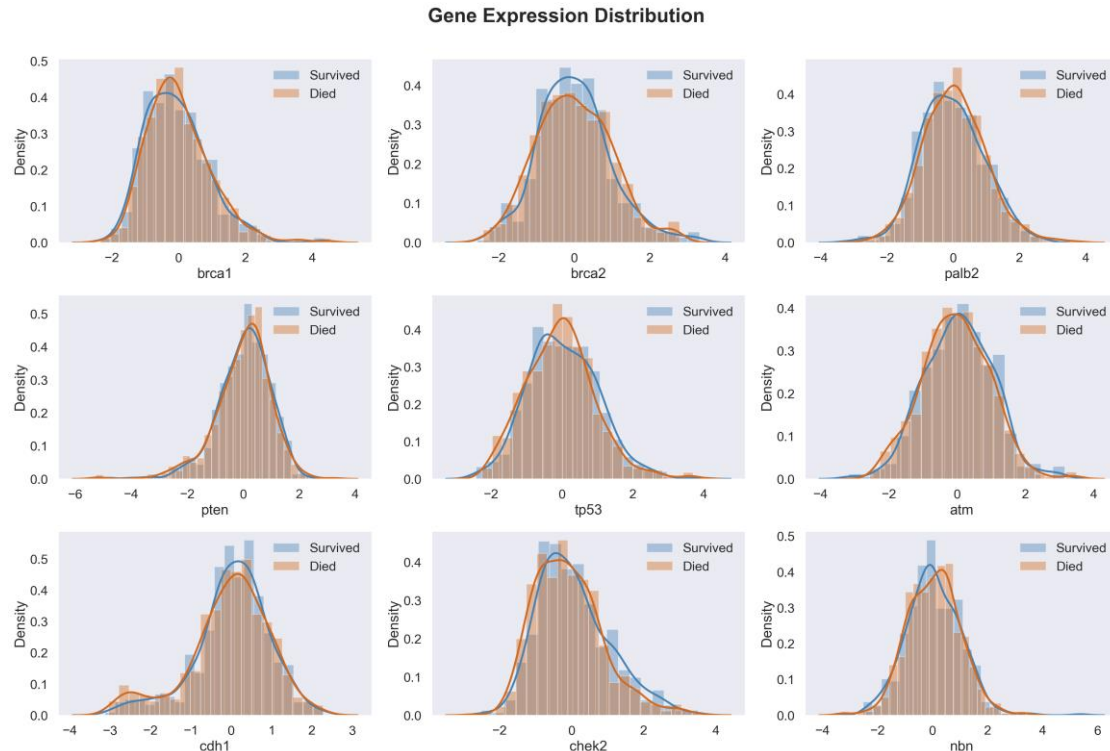 Gene Expression Distribution
Density
0.5
0.4
0.3
0.2
0.1
0.0
Survived
Died
−2 0 2 4
brca1
Density
0.4
0.3
0.2
0.1
0.0
Survived
Died
−2 0 2 4
brca2
Density
0.4
0.3
0.2
0.1
0.0
Survived
Died
−4 −2 0 2 4
palb2
Density
0.5
0.4
0.3
0.2
0.1
0.0
Survived
Died
−6 −4 −2 0 2 4
pten
Density
0.4
0.3
0.2
0.1
0.0
Survived
Died
−2 0 2 4
tp53
Density
0.4
0.3
0.2
0.1
0.0
Survived
Died
−4 −2 0 2 4
atm
Density
0.5
0.4
0.3
0.2
0.1
0.0
Survived
Died
−4 −3 −2 −1 0 1 2 3
cdh1
Density
0.4
0.3
0.2
0.1
0.0
Survived
Died
−2 0 2 4
chek2
Density
0.5
0.4
0.3
0.2
0.1
0.0
Survived
Died
−4 −2 0 2 4 6
nbn